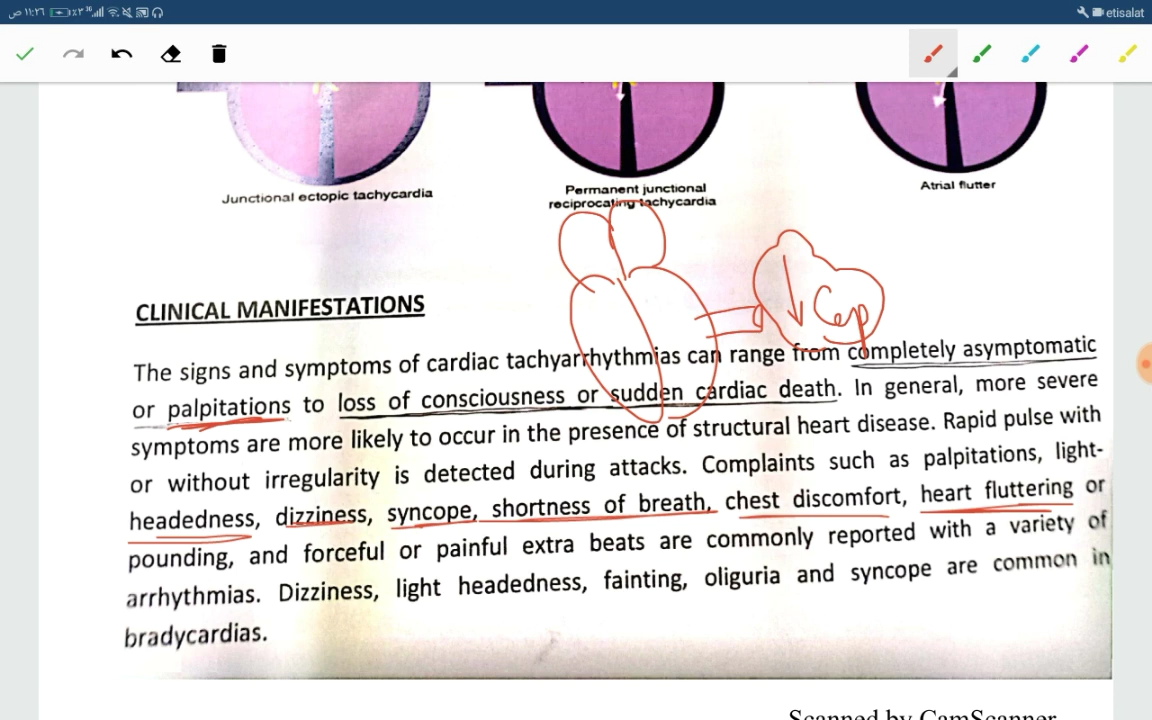 ١١:٢٦ ص
etisalat
Junctional ectopic tachycardia
Permanent junctional
reciprocating tachycardia
Atrial flutter
CLINICAL MANIFESTATIONS
The signs and symptoms of cardiac tachyarrhythmias can range from completely asymptomatic
or palpitations to loss of consciousness or sudden cardiac death. In general, more severe
symptoms are more likely to occur in the presence of structural heart disease. Rapid pulse with
or without irregularity is detected during attacks. Complaints such as palpitations, light-
headedness, dizziness, syncope, shortness of breath, chest discomfort, heart fluttering or
pounding, and forceful or painful extra beats are commonly reported with a variety of
arrhythmias. Dizziness, light headedness, fainting, oliguria and syncope are common in
bradycardias.
Scanned by CamScanner